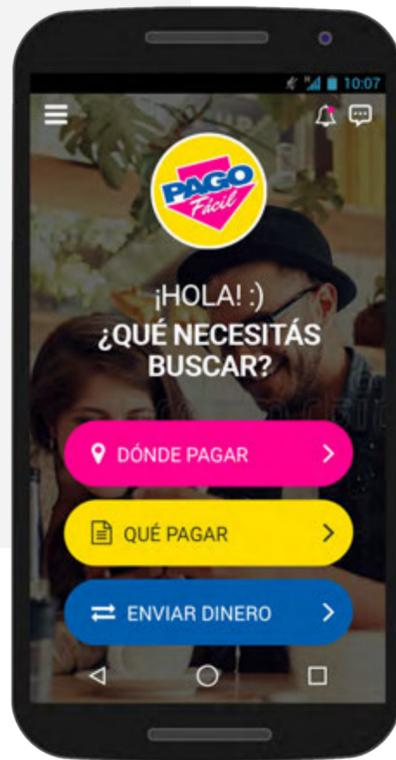 10:07
PAGO
Fácil
¡HOLA! :)
¿QUÉ NECESITÁS
BUSCAR?
DÓNDE PAGAR
QUÉ PAGAR
ENVIAR DINERO